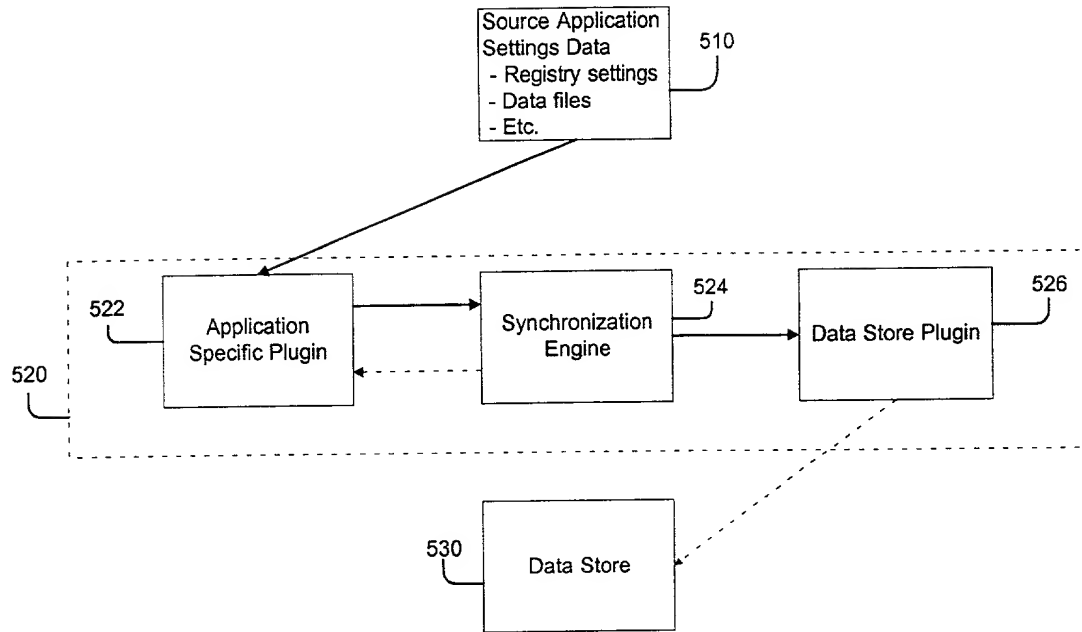 Source Application
Settings Data
- Registry settings
- Data files
- Etc.
510
522
Application
Specific Plugin
Synchronization
Engine
524
Data Store Plugin
526
520
530
Data Store